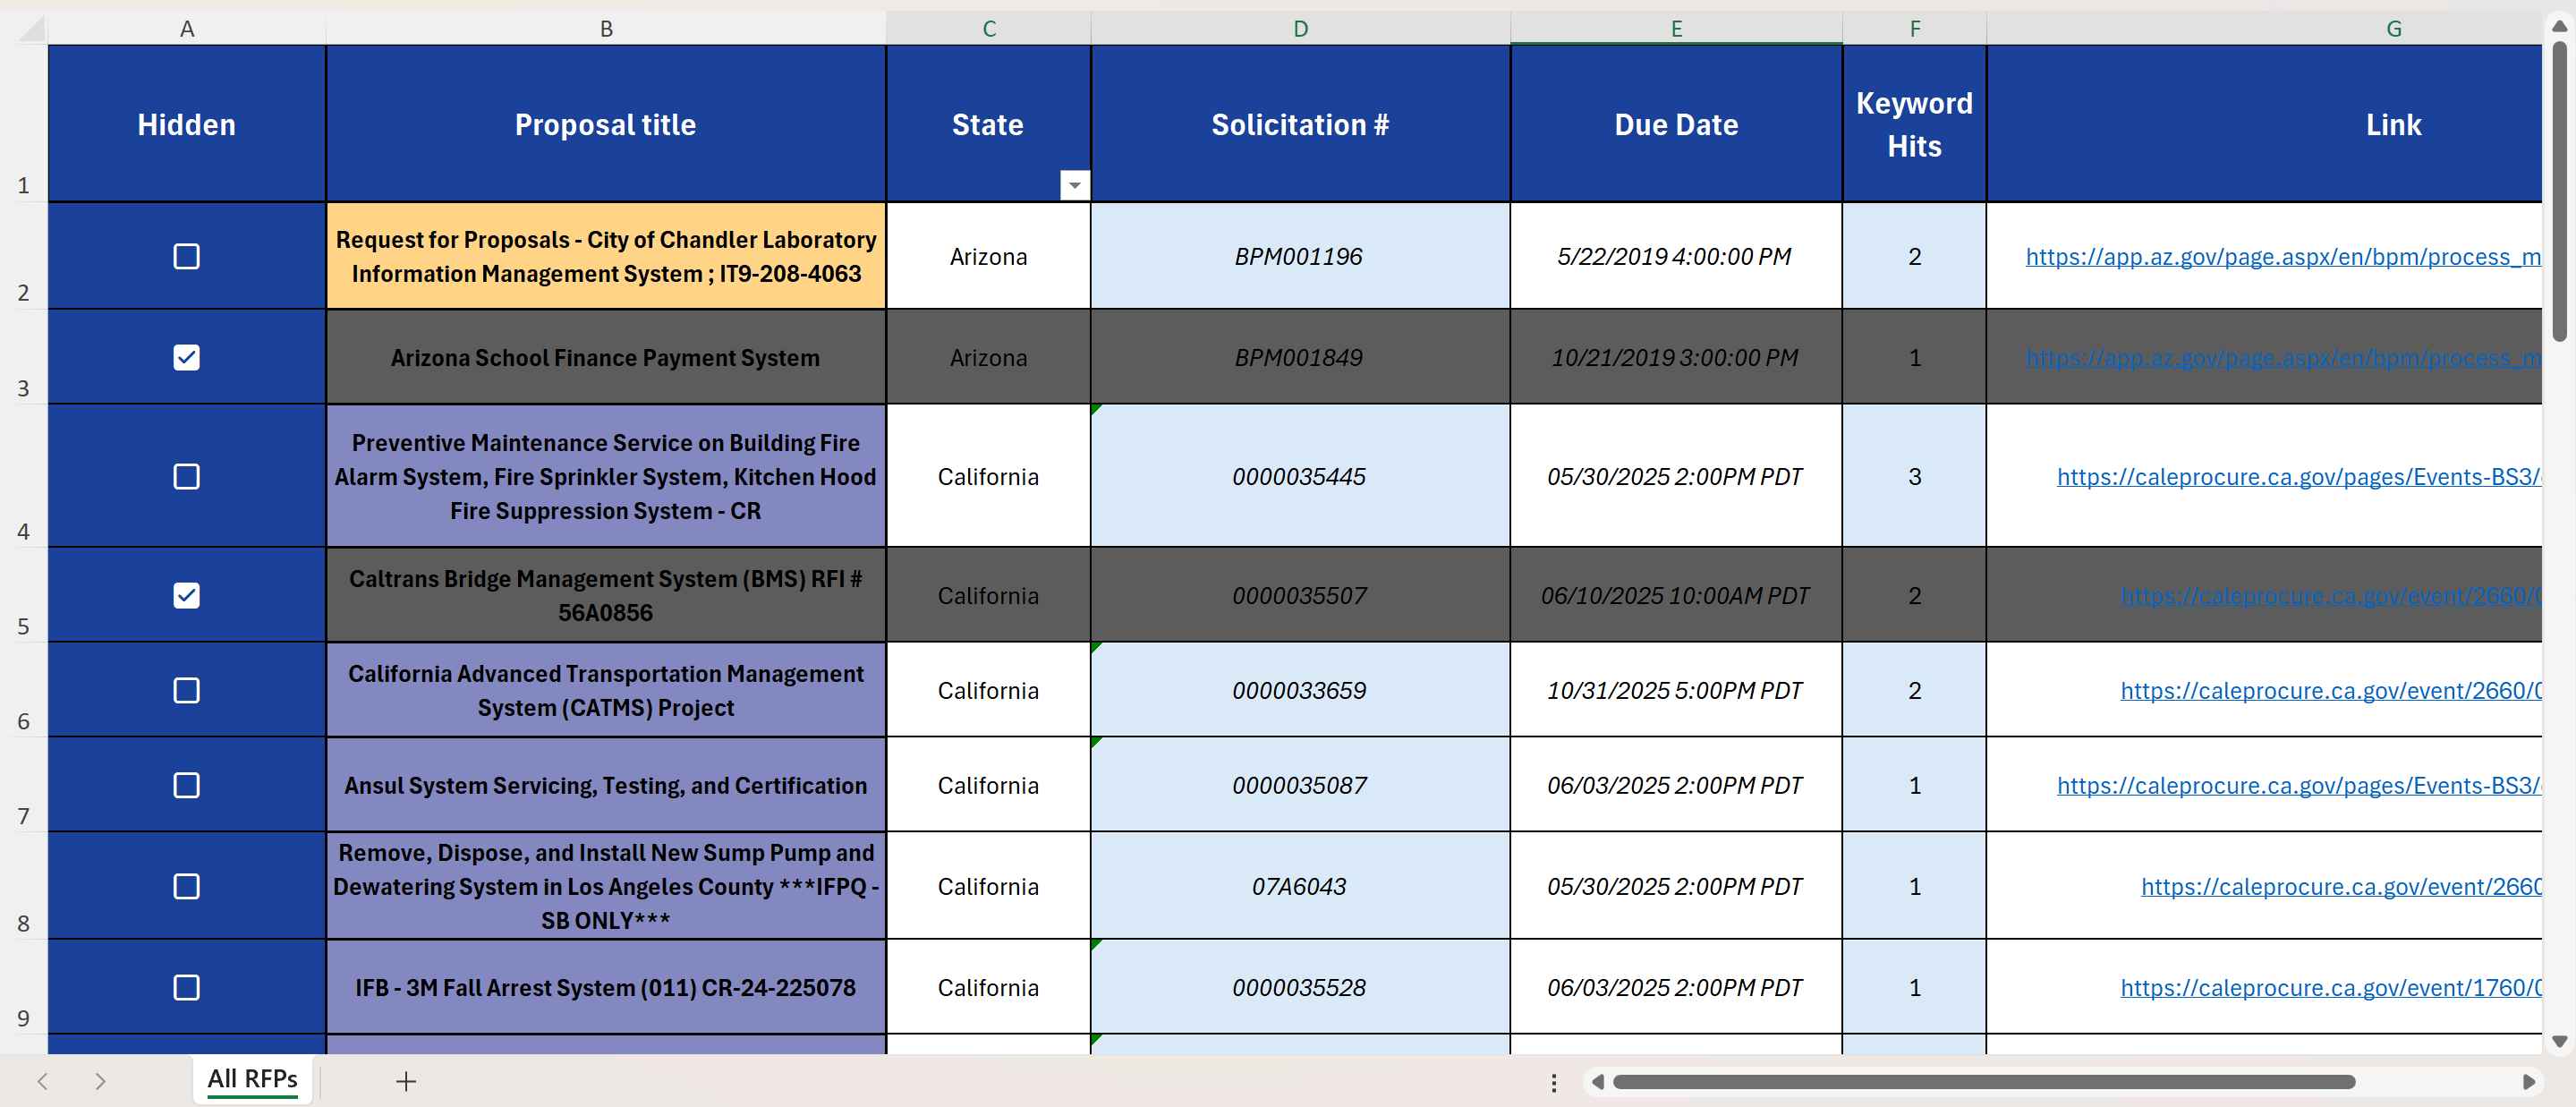 A B C D E F G
1 Hidden Proposal title State Solicitation # Due Date Keyword Hits Link
2 Request for Proposals - City of Chandler Laboratory
Information Management System ; IT9-208-4063
Arizona BPM001196 5/22/2019 4:00:00 PM 2 https://app.az.gov/page.aspx/en/bpm/process_m
3 Arizona School Finance Payment System Arizona BPM001849 10/21/2019 3:00:00 PM 1 https://app.az.gov/page.aspx/en/bpm/process_m
4 Preventive Maintenance Service on Building Fire
Alarm System, Fire Sprinkler System, Kitchen Hood
Fire Suppression System - CR
California 0000035445 05/30/2025 2:00PM PDT 3 https://caleprocure.ca.gov/pages/Events-BS3/
5 Caltrans Bridge Management System (BMS) RFI #
56A0856
California 0000035507 06/10/2025 10:00AM PDT 2 https://caleprocure.ca.gov/event/2660/0
6 California Advanced Transportation Management
System (CATMS) Project
California 0000033659 10/31/2025 5:00PM PDT 2 https://caleprocure.ca.gov/event/2660/0
7 Ansul System Servicing, Testing, and Certification California 0000035087 06/03/2025 2:00PM PDT 1 https://caleprocure.ca.gov/pages/Events-BS3/
8 Remove, Dispose, and Install New Sump Pump and
Dewatering System in Los Angeles County ***IFPQ -
SB ONLY***
California 07A6043 05/30/2025 2:00PM PDT 1 https://caleprocure.ca.gov/event/2660
9 IFB - 3M Fall Arrest System (011) CR-24-225078 California 0000035528 06/03/2025 2:00PM PDT 1 https://caleprocure.ca.gov/event/1760/0
All RFPs